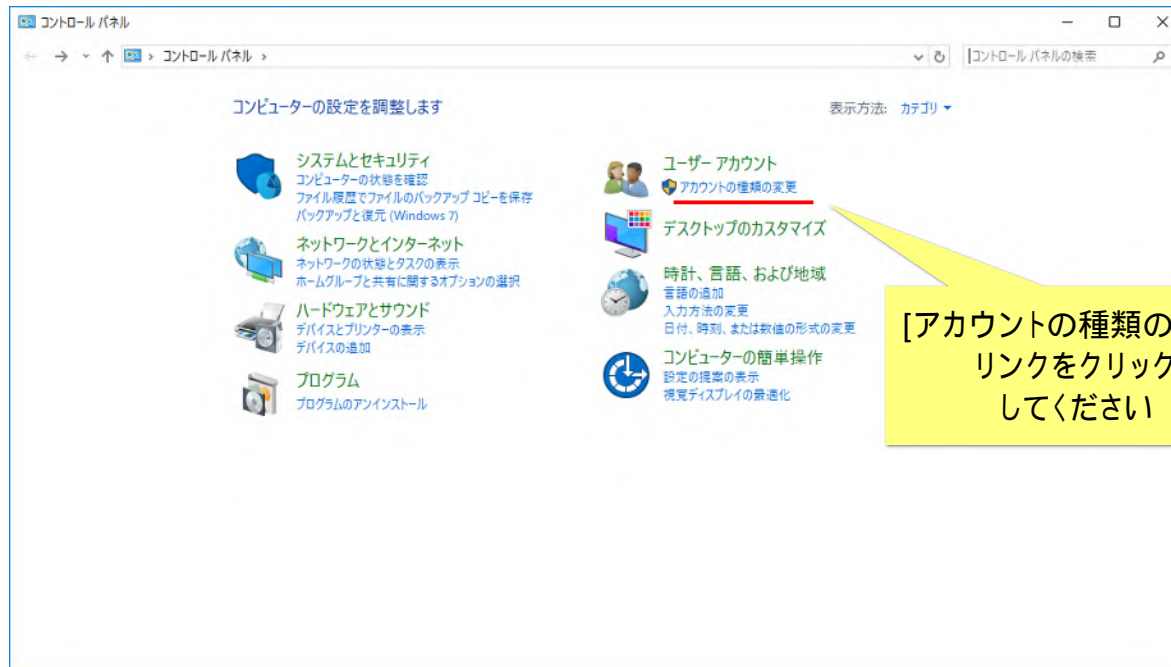 コントロール パネル
コントロール パネル
コントロール パネルの検索
コンピューターの設定を調整します
表示方法: カテゴリ
システムとセキュリティ
コンピューターの状態を確認
ファイル履歴でファイルのバックアップ コピーを保存
バックアップと復元 (Windows 7)
ネットワークとインターネット
ネットワークの状態とタスクの表示
ホームグループと共有に関するオプションの選択
ハードウェアとサウンド
デバイスとプリンターの表示
デバイスの追加
プログラム
プログラムのアンインストール
ユーザー アカウント
アカウントの種類の変更
デスクトップのカスタマイズ
時計、言語、および地域
言語の追加
入力方法の変更
日付、時刻、または数値の形式の変更
コンピューターの簡単操作
設定の提案の表示
視覚ディスプレイの最適化
[アカウントの種類の
リンクをクリック
してください